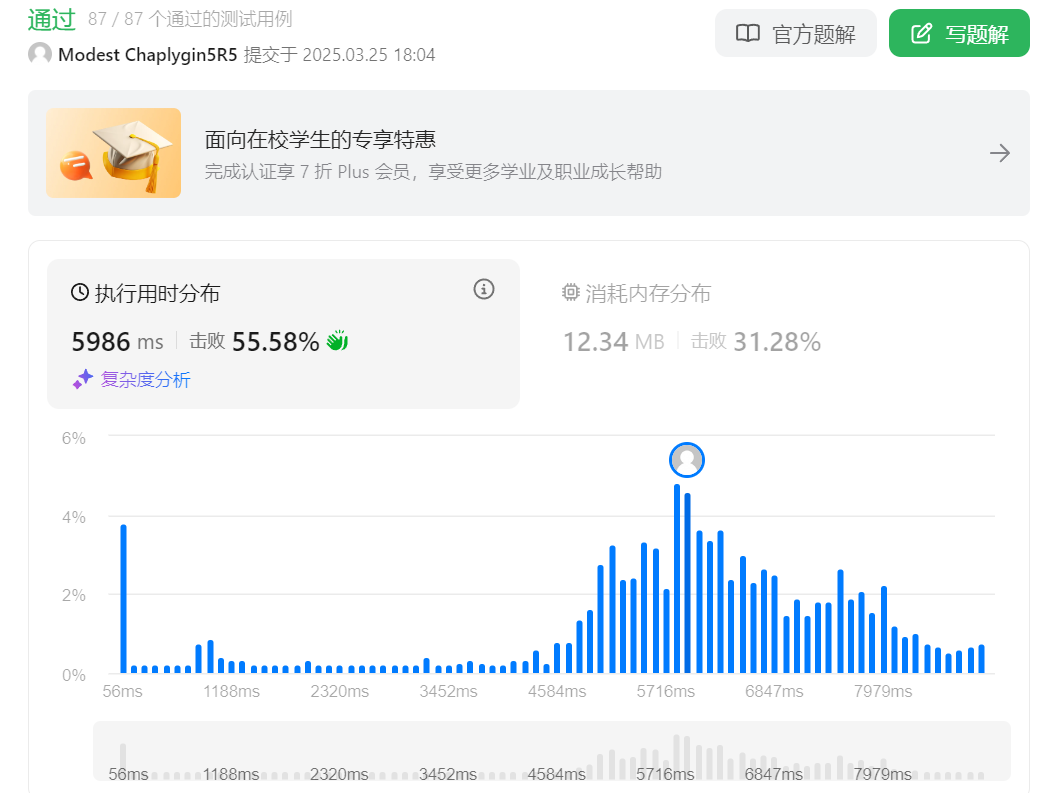 通过 87 / 87 个通过的测试用例
官方题解
写题解
Modest Chaplygin5R5 提交于 2025.03.25 18:04
面向在校学生的专享特惠
完成认证享 7 折 Plus 会员，享受更多学业及职业成长帮助
执行用时分布
5986 ms 击败 55.58%
复杂度分析
消耗内存分布
12.34 MB 击败 31.28%
6%
4%
2%
0%
56ms 1188ms 2320ms 3452ms 4584ms 5716ms 6847ms 7979ms
56ms 1188ms 2320ms 3452ms 4584ms 5716ms 6847ms 7979ms